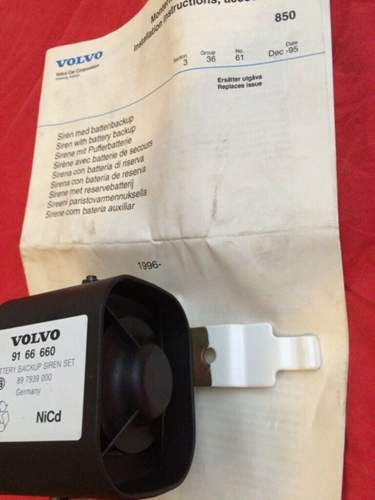 Installation instructions, acces
850
VOLVO
Volvo Car Corporation
Section Group No. Date
3 36 61 Dec -95
Ersätter utgåva
Replaces issue
Sirén med batteribackup
Siren with battery backup
Sirene mit Pufferbatterie
Sirène avec batterie de secours
Sirena con batteria di riserva
Sirena con batería de reserva
Sirene met reservebatterij
Sireeni paristovarmennuksella
Sirene com bateria auxiliar
1996-
VOLVO
91 66 660
TTERY BACKUP SIREN SET
89 7939 000
Germany
NiCd